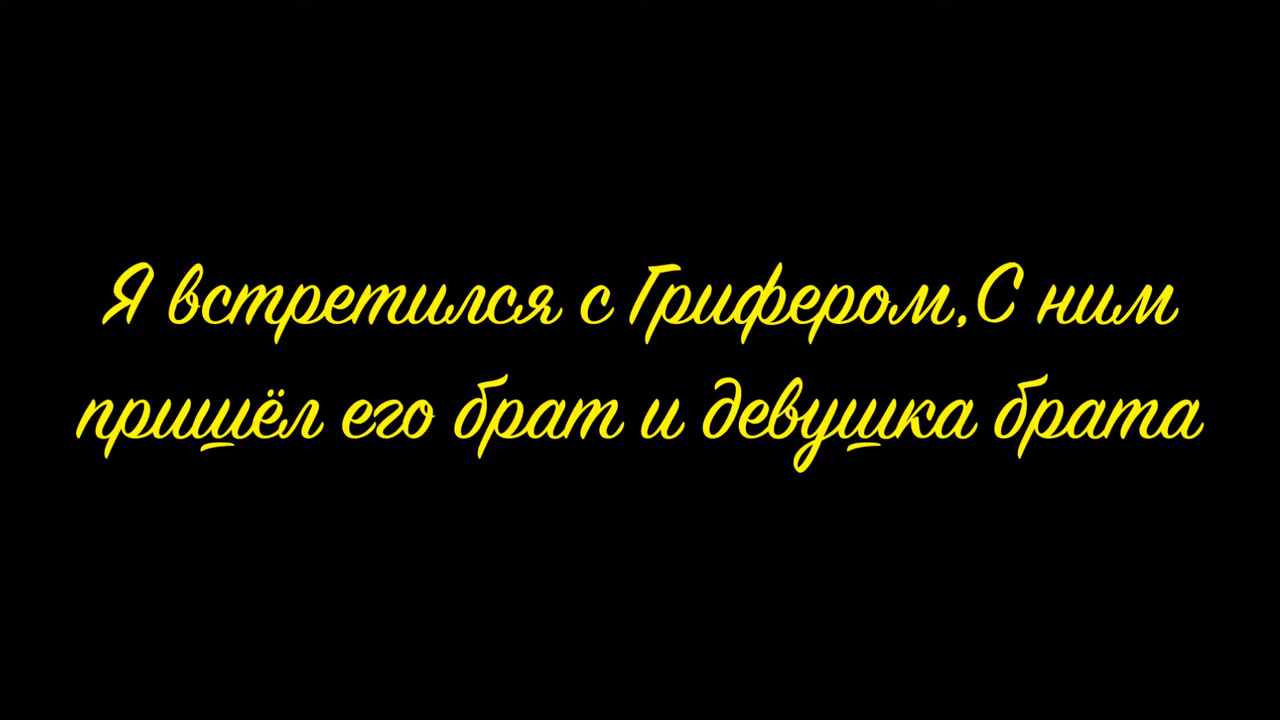 Я встретился с Грифером,С ним
пришёл его брат и девушка брата